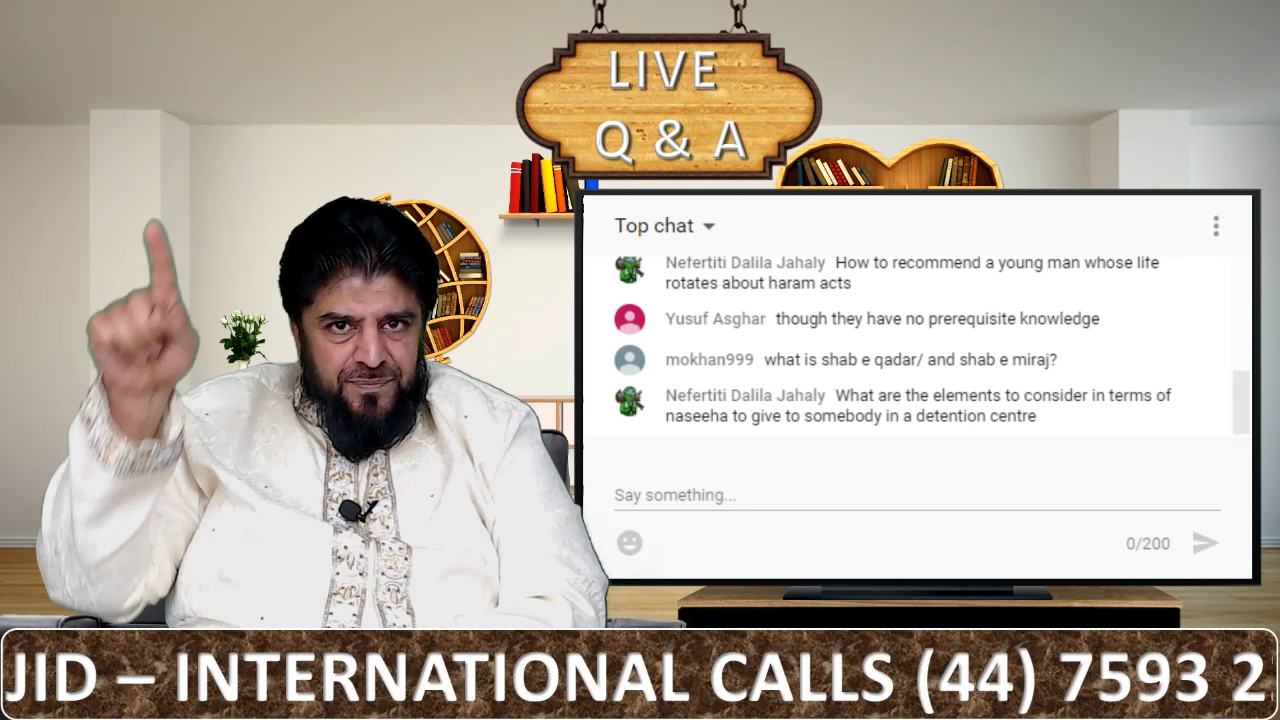 LIVE
Q & A
Top chat
Nefertiti Dalila Jahaly How to recommend a young man whose life
rotates about haram acts
Yusuf Asghar though they have no prerequisite knowledge
mokhan999 what is shab e qadar/ and shab e miraj?
Nefertiti Dalila Jahaly What are the elements to consider in terms of
naseeha to give to somebody in a detention centre
Say something...
0/200
JID – INTERNATIONAL CALLS (44) 7593 2